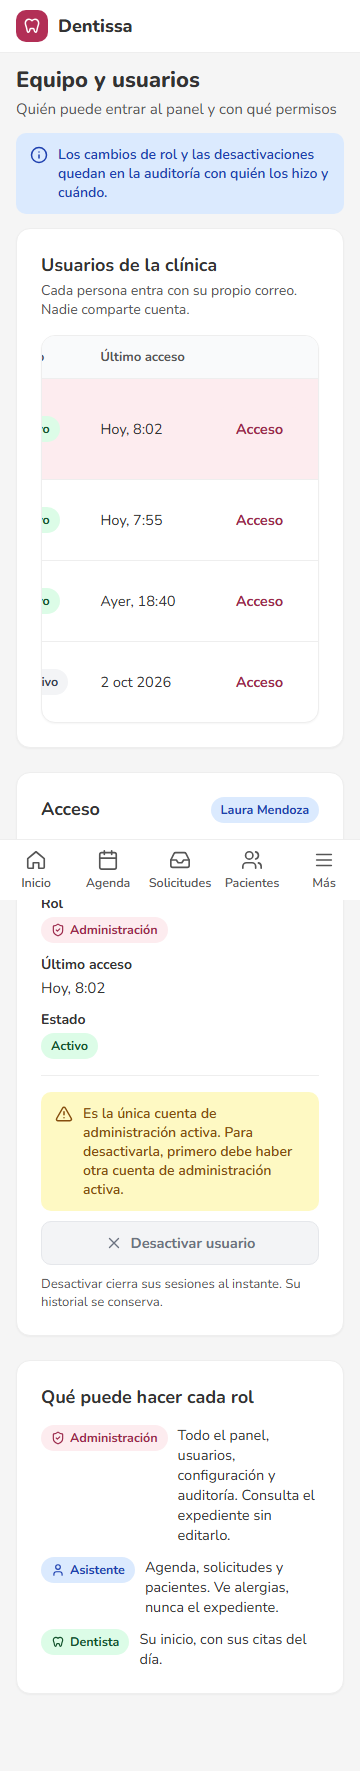 Dentissa
Equipo y usuarios
Quién puede entrar al panel y con qué permisos
Los cambios de rol y las desactivaciones
quedan en la auditoría con quién los hizo y
cuándo.
Usuarios de la clínica
Cada persona entra con su propio correo.
Nadie comparte cuenta.
Último acceso
vo Hoy, 8:02 Acceso
vo Hoy, 7:55 Acceso
vo Ayer, 18:40 Acceso
ivo 2 oct 2026 Acceso
Acceso Laura Mendoza
Inicio Agenda Solicitudes Pacientes Más
Rol
Administración
Último acceso
Hoy, 8:02
Estado
Activo
Es la única cuenta de
administración activa. Para
desactivarla, primero debe haber
otra cuenta de administración
activa.
Desactivar usuario
Desactivar cierra sus sesiones al instante. Su
historial se conserva.
Qué puede hacer cada rol
Administración Todo el panel,
usuarios,
configuración y
auditoría. Consulta el
expediente sin
editarlo.
Asistente Agenda, solicitudes y
pacientes. Ve alergias,
nunca el expediente.
Dentista Su inicio, con sus citas del
día.